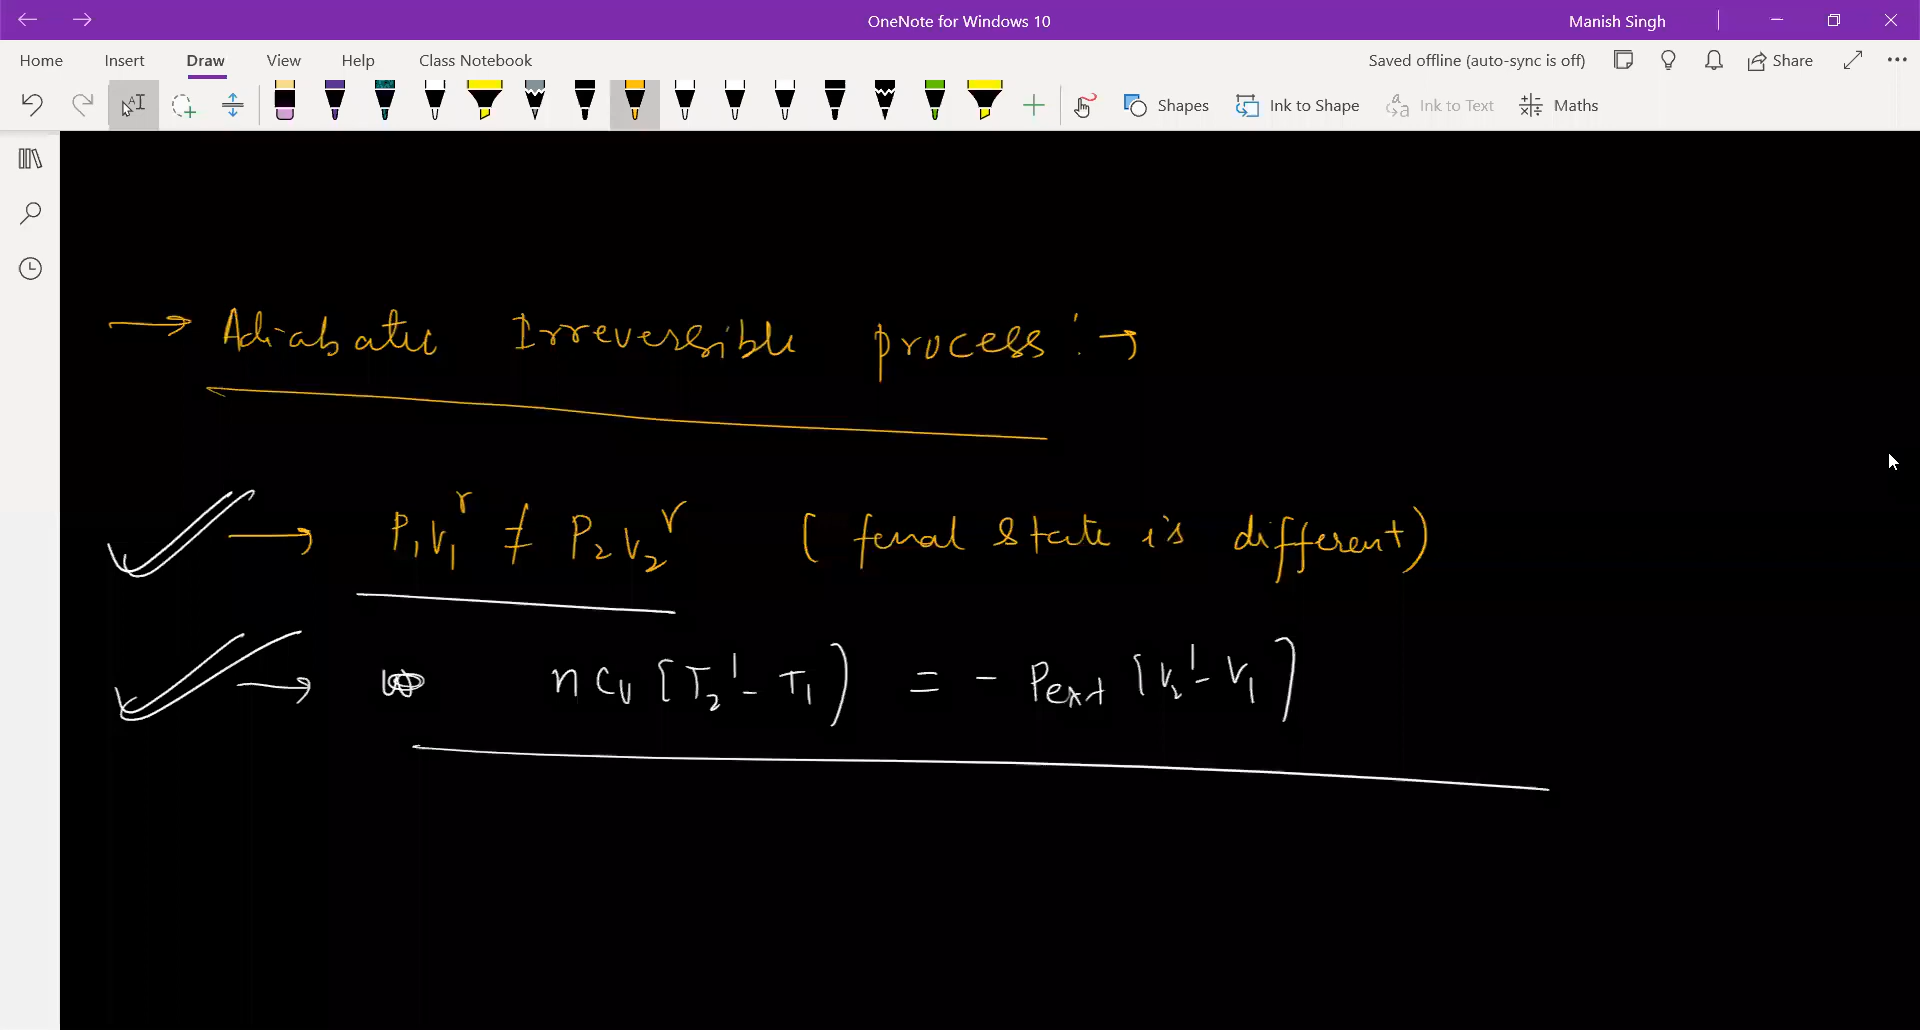 OneNote for Windows 10
Manish Singh
Home Insert Draw View Help Class Notebook
Saved offline (auto-sync is off) Share
Shapes Ink to Shape Ink to Text Maths
→ Adiabatic Irreversible process :→
→ P₁V₁ʳ ≠ P₂V₂ʳ ( final State is different)
→ nCv [T₂' - T₁) = - Pext [V₂' - V₁]